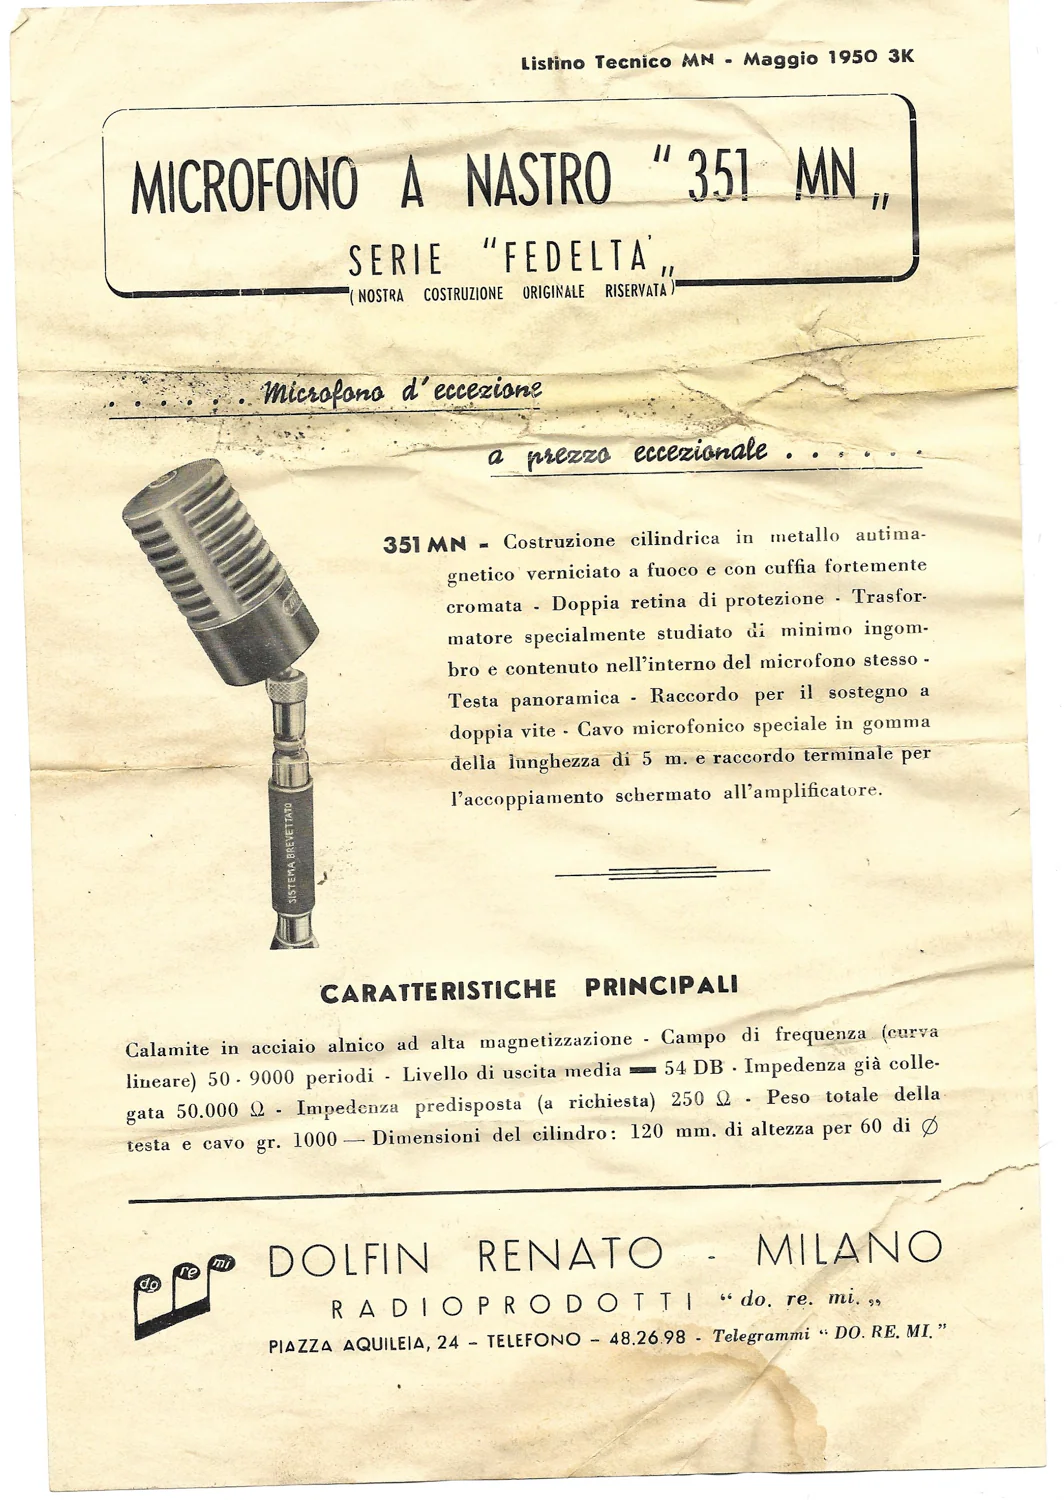 Listino Tecnico MN - Maggio 1950 3K
MICROFONO A NASTRO " 351 MN „
SERIE "FEDELTA'„
( NOSTRA COSTRUZIONE ORIGINALE RISERVATA )
. . . . . . Microfono d'eccezione
a prezzo eccezionale . . . . . .
351 MN - Costruzione cilindrica in metallo autima-
gnetico verniciato a fuoco e con cuffia fortemente
cromata - Doppia retina di protezione - Trasfor-
matore specialmente studiato di minimo ingom-
bro e contenuto nell'interno del microfono stesso -
Testa panoramica - Raccordo per il sostegno a
doppia vite - Cavo microfonico speciale in gomma
della lunghezza di 5 m. e raccordo terminale per
l'accoppiamento schermato all'amplificatore.
SISTEMA BREVETTATO
CARATTERISTICHE PRINCIPALI
Calamite in acciaio alnico ad alta magnetizzazione - Campo di frequenza (curva
lineare) 50 - 9000 periodi - Livello di uscita media — 54 DB - Impedenza già colle-
gata 50.000 Ω - Impedenza predisposta (a richiesta) 250 Ω - Peso totale della
testa e cavo gr. 1000 — Dimensioni del cilindro: 120 mm. di altezza per 60 di Ø
do re mi
DOLFIN RENATO - MILANO
RADIOPRODOTTI “ do. re. mi. „
PIAZZA AQUILEIA, 24 – TELEFONO – 48.26.98 - Telegrammi “ DO. RE. MI. ”